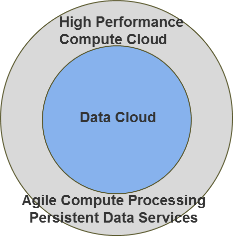 High Performance
Compute Cloud
Data Cloud
Agile Compute Processing
Persistent Data Services